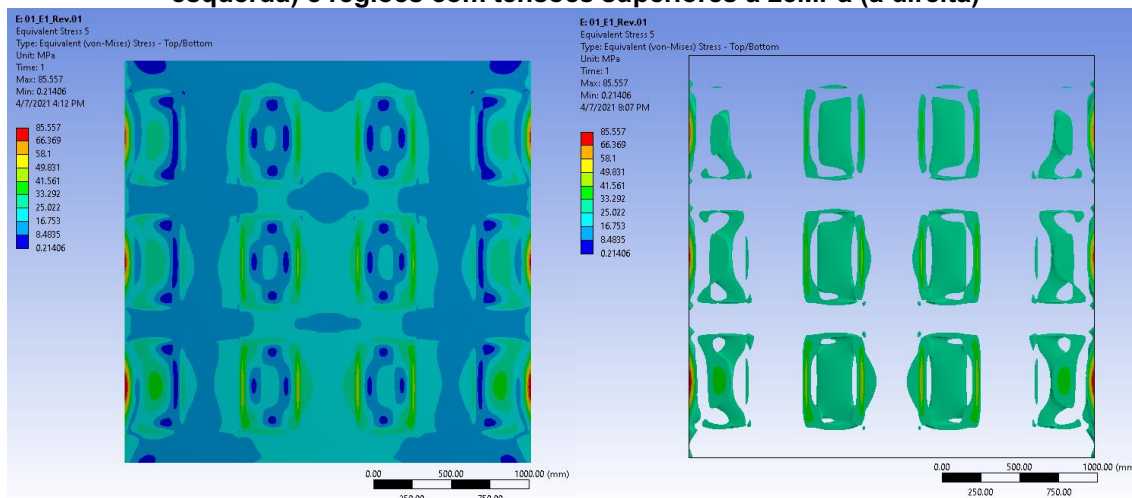 esquerda) e regiões com tensões superiores a 25MPa (à direita)
E: 01_E1_Rev.01
Equivalent Stress 5
Type: Equivalent (von-Mises) Stress - Top/Bottom
Unit: MPa
Time: 1
Max: 85.557
Min: 0.21406
4/7/2021 4:12 PM
85.557
66.369
58.1
49.831
41.561
33.292
25.022
16.753
8.4835
0.21406
0.00
500.00
1000.00 (mm)
250.00
750.00
E: 01_E1_Rev.01
Equivalent Stress 5
Type: Equivalent (von-Mises) Stress - Top/Bottom
Unit: MPa
Time: 1
Max: 85.557
Min: 0.21406
4/7/2021 8:07 PM
85.557
66.369
58.1
49.831
41.561
33.292
25.022
16.753
8.4835
0.21406
0.00
500.00
1000.00 (mm)
250.00
750.00